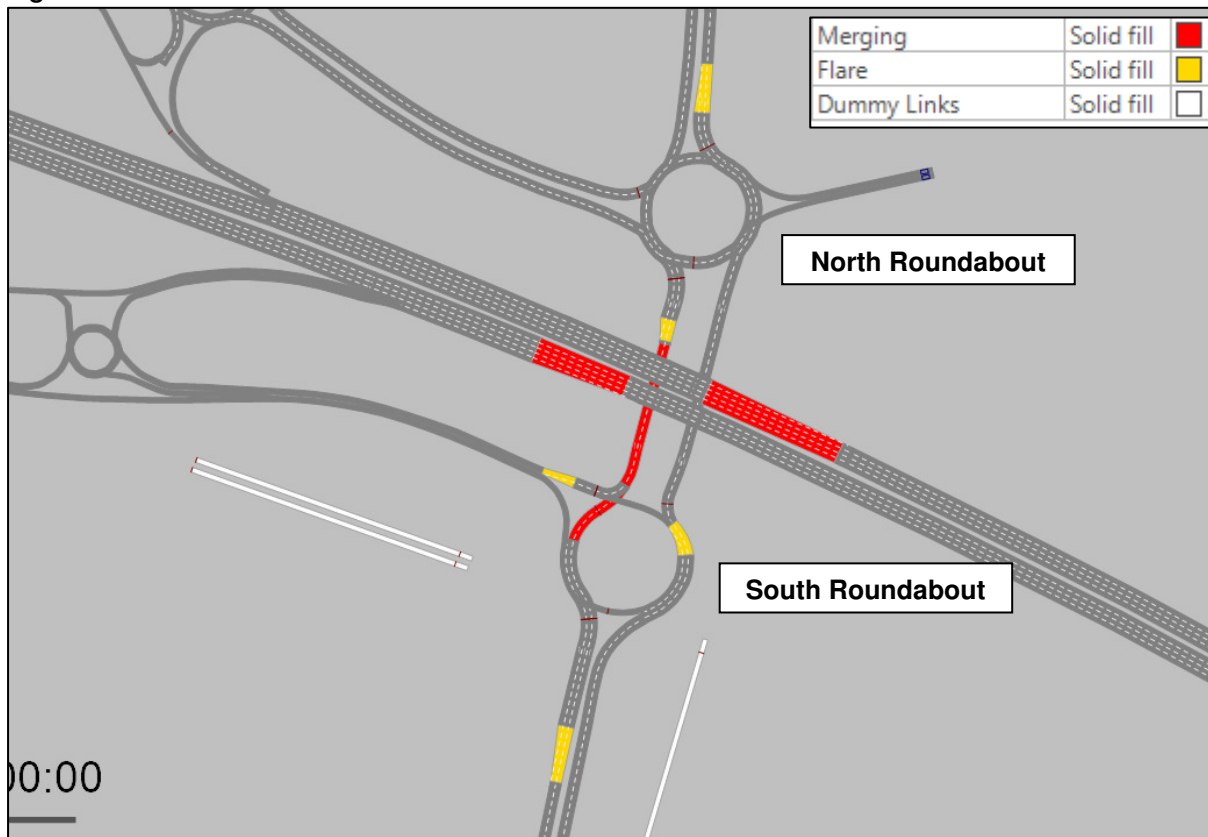 Merging Solid fill
Flare Solid fill
Dummy Links Solid fill
North Roundabout
South Roundabout
00:00